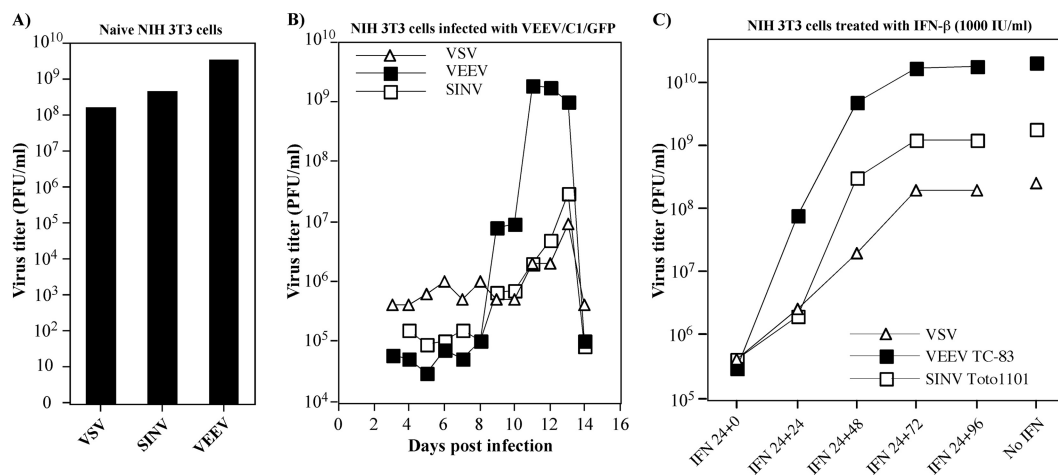 A)
Naive NIH 3T3 cells
Virus titer (PFU/ml)
10^10
10^9
10^8
10^7
10^6
10^5
10^4
10^3
10^2
10
0
VSV
SINV
VEEV
B)
NIH 3T3 cells infected with VEEV/C1/GFP
VSV
VEEV
SINV
Virus titer (PFU/ml)
10^10
10^9
10^8
10^7
10^6
10^5
10^4
0 2 4 6 8 10 12 14 16
Days post infection
C)
NIH 3T3 cells treated with IFN-β (1000 IU/ml)
Virus titer (PFU/ml)
10^10
10^9
10^8
10^7
10^6
10^5
VSV
VEEV TC-83
SINV Toto1101
IFN 24+0
IFN 24+24
IFN 24+48
IFN 24+72
IFN 24+96
No IFN